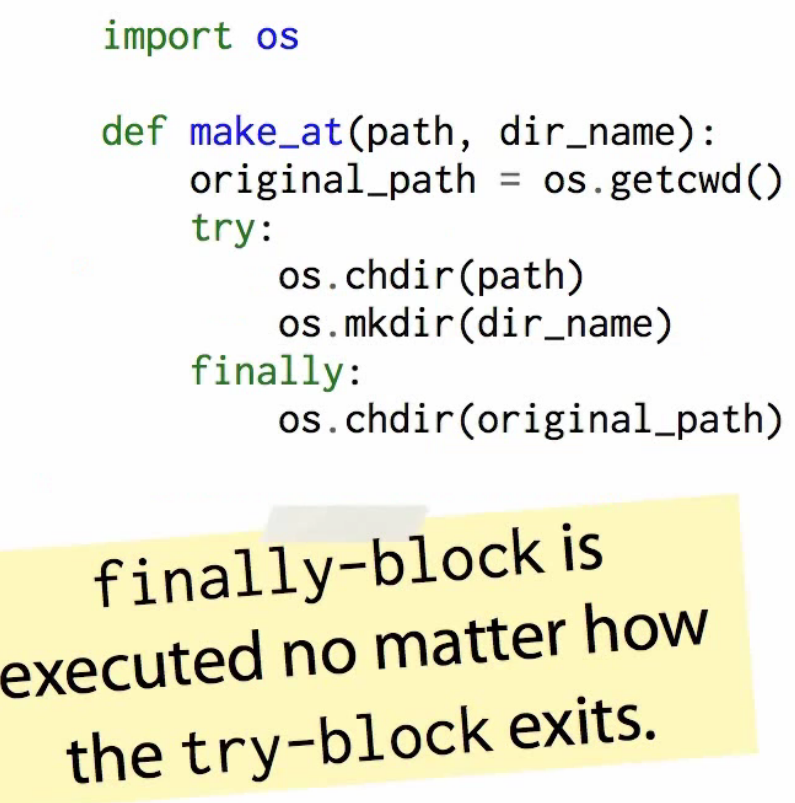 import os
def make_at(path, dir_name):
    original_path = os.getcwd()
    try:
        os.chdir(path)
        os.mkdir(dir_name)
    finally:
        os.chdir(original_path)
finally-block is
executed no matter how
the try-block exits.